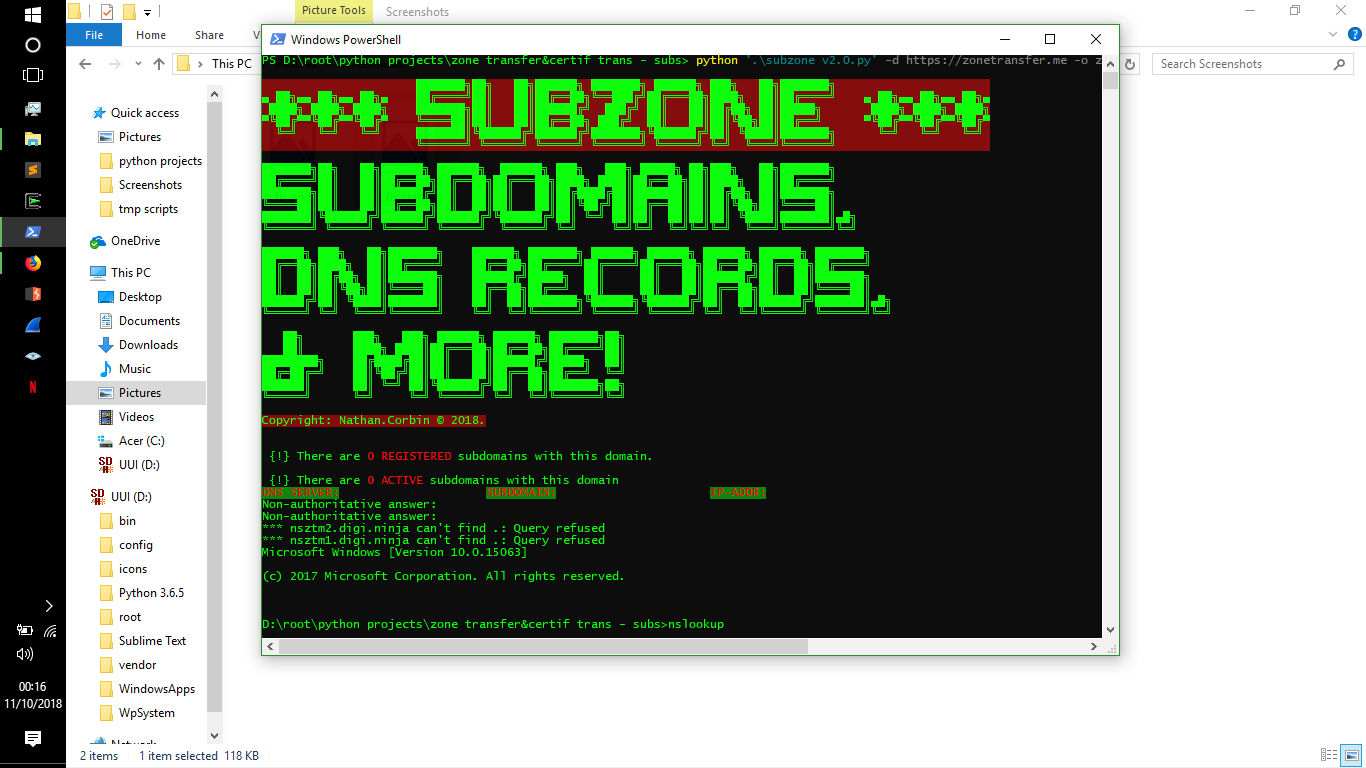 Picture Tools
Screenshots
File
Home
Share
V
This PC
Search Screenshots
Quick access
Pictures
python projects
Screenshots
tmp scripts
OneDrive
This PC
Desktop
Documents
Downloads
Music
Pictures
Videos
Acer (C:)
UUI (D:)
UUI (D:)
bin
config
icons
Python 3.6.5
root
Sublime Text
vendor
WindowsApps
WpSystem
Network
2 items
1 item selected 118 KB
00:16
11/10/2018
Windows PowerShell
PS D:\root\python projects\zone transfer&certif trans - subs> python '.\subzone v2.0.py' -d https://zonetransfer.me -o z
*** SUBZONE ***
SUBDOMAINS,
DNS RECORDS,
& MORE!
Copyright: Nathan.Corbin © 2018.
{!} There are 0 REGISTERED subdomains with this domain.
{!} There are 0 ACTIVE subdomains with this domain
DNS SERVER: SUBDOMAIN: IP-ADDR:
Non-authoritative answer:
Non-authoritative answer:
*** nsztm2.digi.ninja can't find .: Query refused
*** nsztm1.digi.ninja can't find .: Query refused
Microsoft Windows [Version 10.0.15063]
(c) 2017 Microsoft Corporation. All rights reserved.
D:\root\python projects\zone transfer&certif trans - subs>nslookup